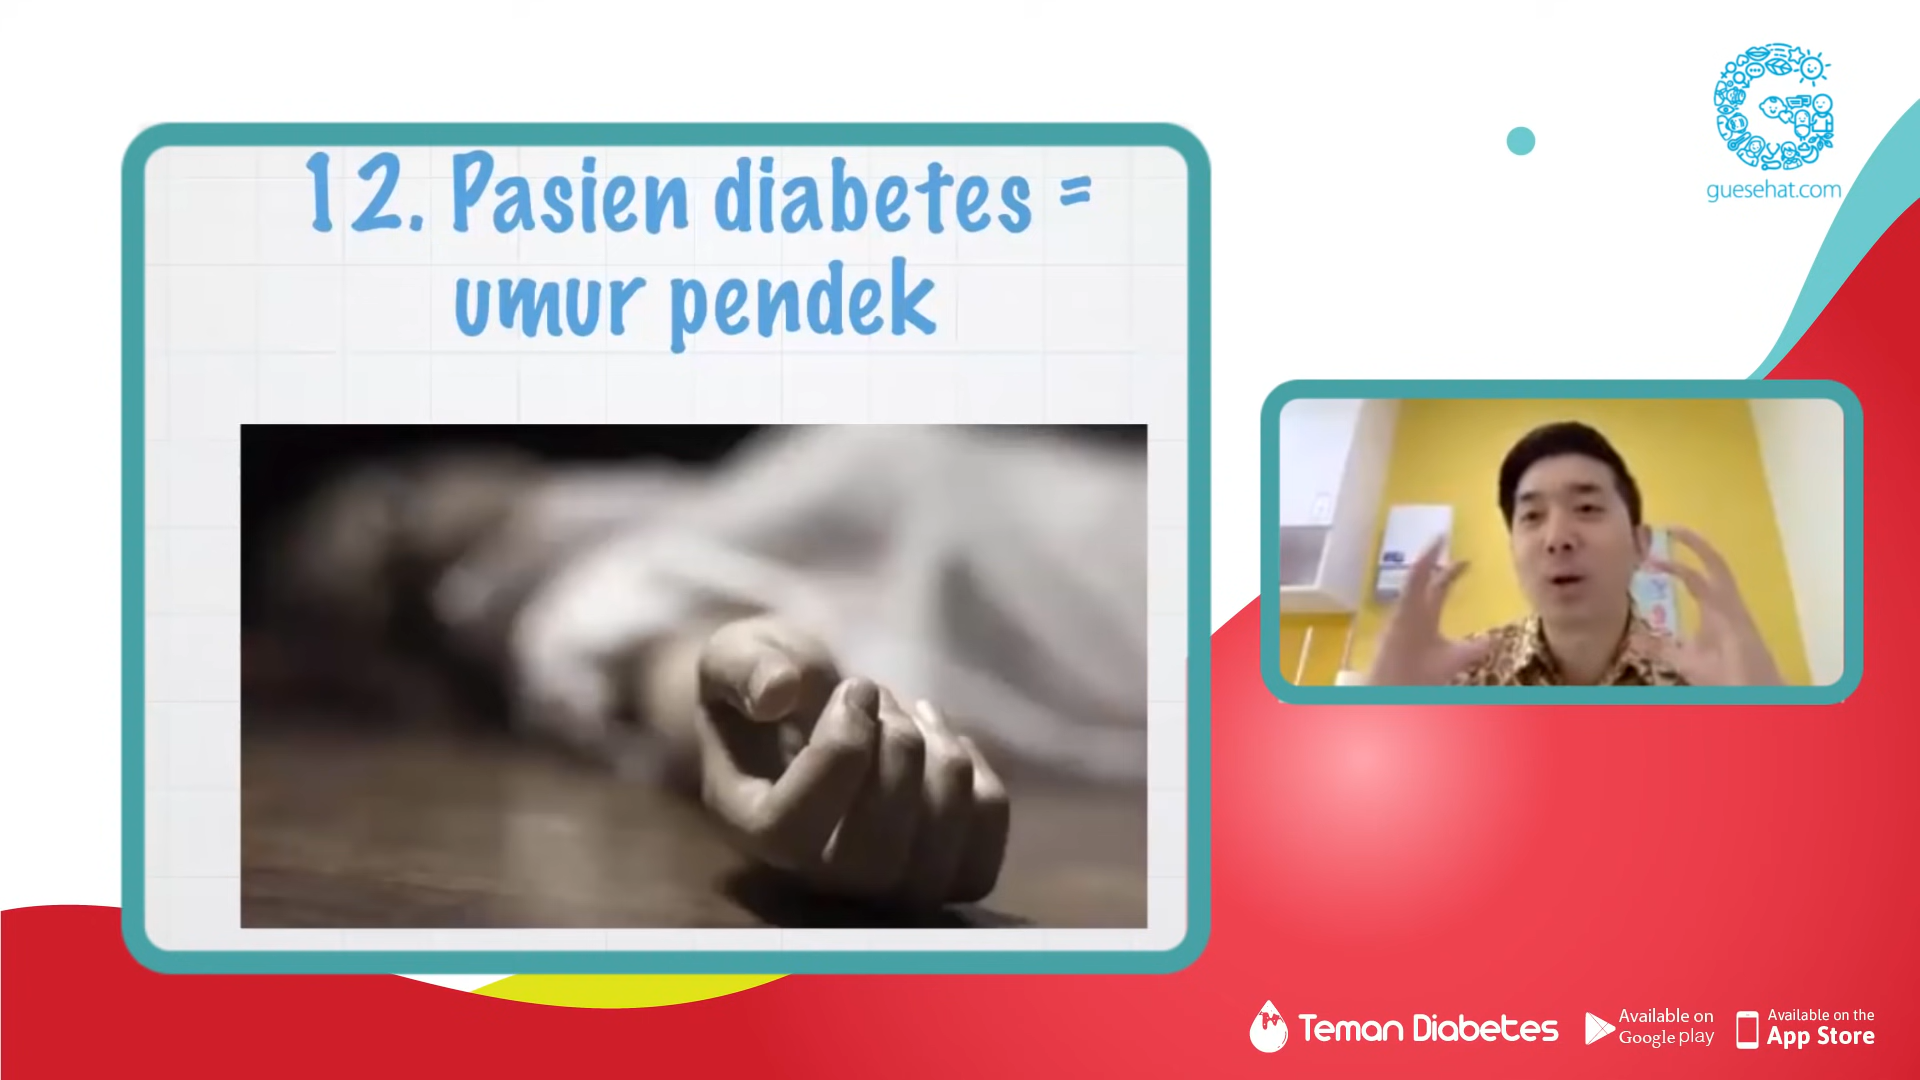 12. Pasien diabetes =
umur pendek
guesehat.com
Teman Diabetes
Available on
Google play
Available on the
App Store